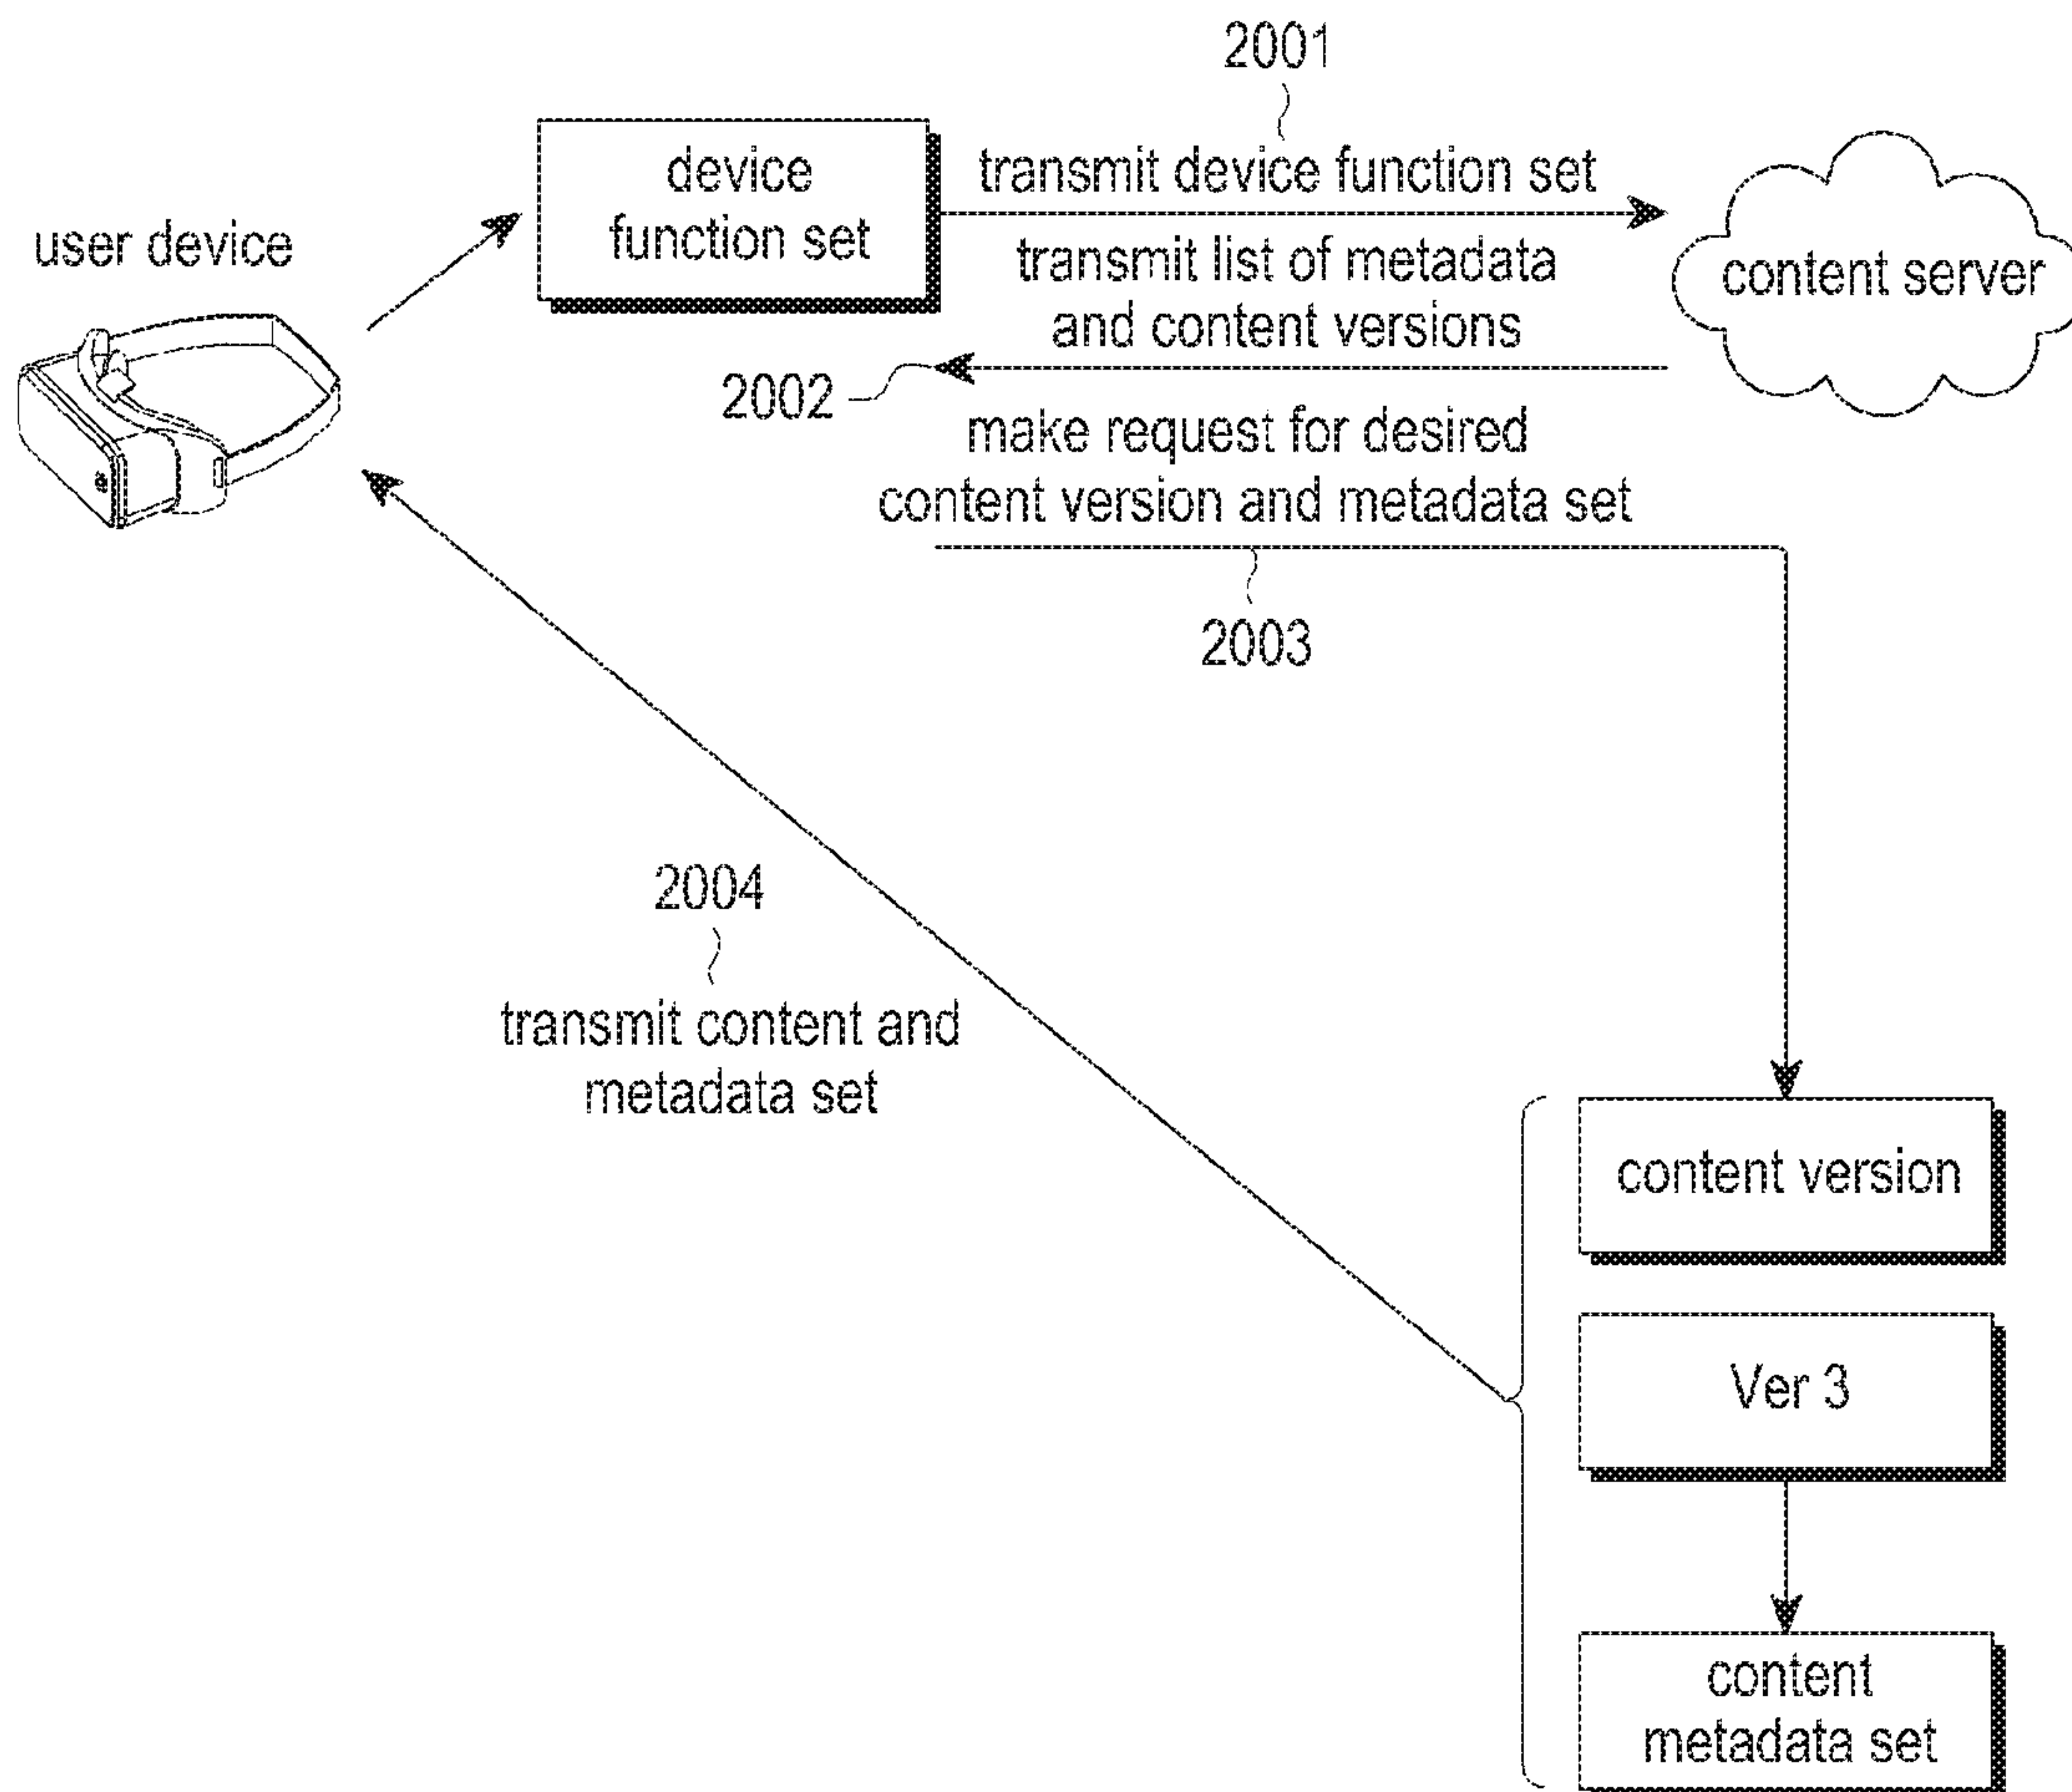 2001
device
function set
transmit device function set
user device
transmit list of metadata
and content versions
content server
2002
make request for desired
content version and metadata set
2003
2004
transmit content and
metadata set
content version
Ver 3
content
metadata set